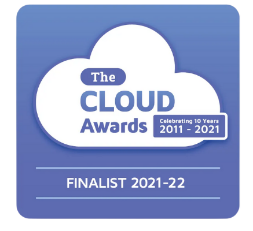 The
CLOUD
Awards
Celebrating 10 Years
2011 - 2021
FINALIST 2021-22